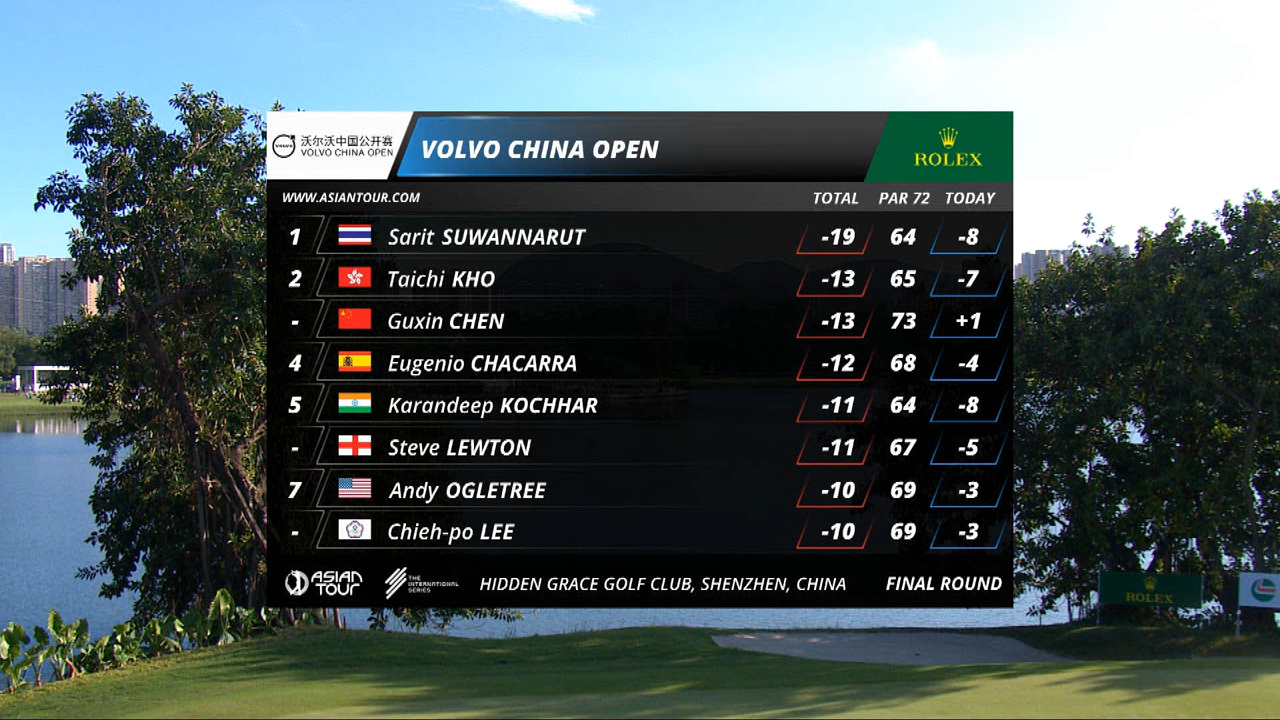 沃尔沃中国公开赛
VOLVO CHINA OPEN
VOLVO
VOLVO CHINA OPEN
ROLEX
WWW.ASIANTOUR.COM TOTAL PAR 72 TODAY
1 Sarit SUWANNARUT -19 64 -8
2 Taichi KHO -13 65 -7
- Guxin CHEN -13 73 +1
4 Eugenio CHACARRA -12 68 -4
5 Karandeep KOCHHAR -11 64 -8
- Steve LEWTON -11 67 -5
7 Andy OGLETREE -10 69 -3
- Chieh-po LEE -10 69 -3
ASIAN
TOUR
THE
INTERNATIONAL
SERIES
HIDDEN GRACE GOLF CLUB, SHENZHEN, CHINA FINAL ROUND
ROLEX